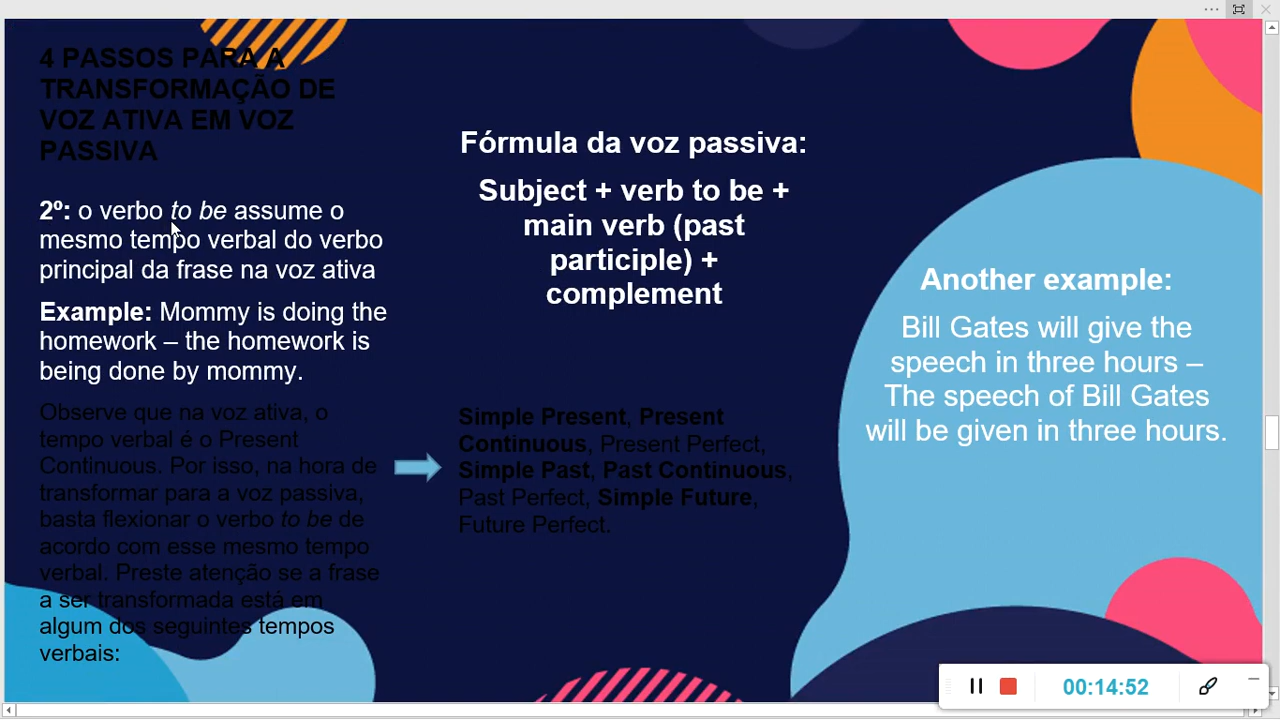 4 PASSOS PARA A
TRANSFORMAÇÃO DE
VOZ ATIVA EM VOZ
PASSIVA
2º: o verbo to be assume o
mesmo tempo verbal do verbo
principal da frase na voz ativa
Example: Mommy is doing the
homework – the homework is
being done by mommy.
Observe que na voz ativa, o
tempo verbal é o Present
Continuous. Por isso, na hora de
transformar para a voz passiva,
basta flexionar o verbo to be de
acordo com esse mesmo tempo
verbal. Preste atenção se a frase
a ser transformada está em
algum dos seguintes tempos
verbais:
Fórmula da voz passiva:
Subject + verb to be +
main verb (past
participle) +
complement
Simple Present, Present
Continuous, Present Perfect,
Simple Past, Past Continuous,
Past Perfect, Simple Future,
Future Perfect.
Another example:
Bill Gates will give the
speech in three hours –
The speech of Bill Gates
will be given in three hours.
00:14:52